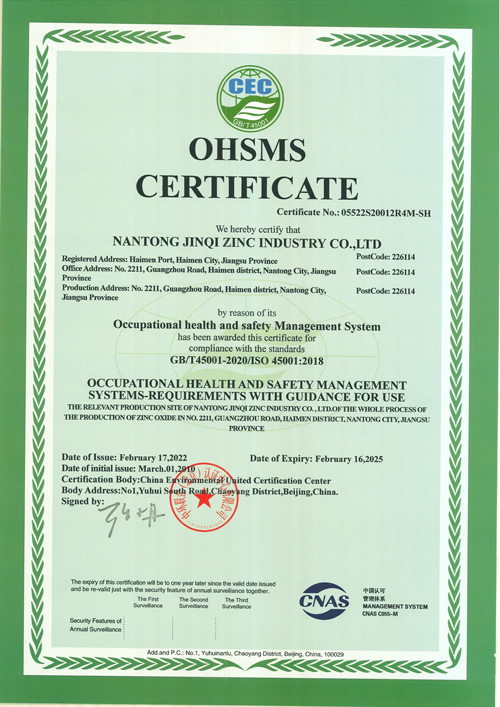 CEC
GB/T45001
OHSMS
CERTIFICATE
Certificate No.: 05522S20012R4M-SH
We hereby certify that
NANTONG JINQI ZINC INDUSTRY CO.,LTD
Registered Address: Haimen Port, Haimen City, Jiangsu Province PostCode: 226114
Office Address: No. 2211, Guangzhou Road, Haimen district, Nantong City, Jiangsu PostCode: 226114
Province
Production Address: No. 2211, Guangzhou Road, Haimen district, Nantong City, PostCode: 226114
Jiangsu Province
by reason of its
Occupational health and safety Management System
has been awarded this certificate for
compliance with the standards
GB/T45001-2020/ISO 45001:2018
OCCUPATIONAL HEALTH AND SAFETY MANAGEMENT
SYSTEMS-REQUIREMENTS WITH GUIDANCE FOR USE
THE RELEVANT PRODUCTION SITE OF NANTONG JINQI ZINC INDUSTRY CO. , LTD.OF THE WHOLE PROCESS OF
THE PRODUCTION OF ZINC OXIDE IN NO. 2211, GUANGZHOU ROAD, HAIMEN DISTRICT, NANTONG CITY, JIANGSU
PROVINCE
Date of Issue: February 17,2022 Date of Expiry: February 16,2025
Date of initial issue: March.01,2010
Certification Body:China Environmental United Certification Center
Body Address:No1,Yuhui South Road,Chaoyang District,Beijing,China.
Signed by:
The expiry of this certification will be to one year later since the valid date issued
and be re-valid just with the security feature of annual surveillance together.
The First The Second The Third
Surveillance Surveillance Surveillance
Security Features of
Annual Surveillance
CNAS
中国认可
管理体系
MANAGEMENT SYSTEM
CNAS C055-M
Add.and P.C.: No.1, Yuhuinanlu, Chaoyang District, Beijing, China, 100029